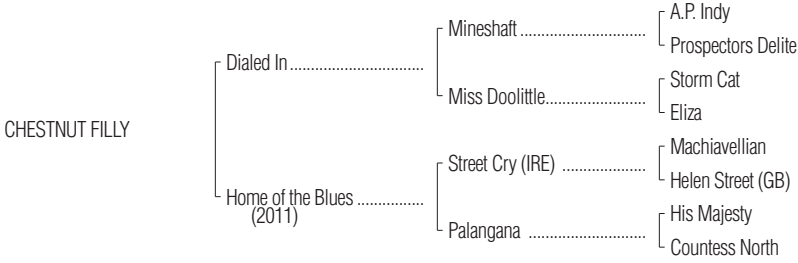 A.P. Indy
Mineshaft ..............................
Prospectors Delite
Dialed In ................................
Storm Cat
Miss Doolittle........................
Eliza
CHESTNUT FILLY
Machiavellian
Street Cry (IRE) ....................
Helen Street (GB)
Home of the Blues ................
(2011)
His Majesty
Palangana ............................
Countess North